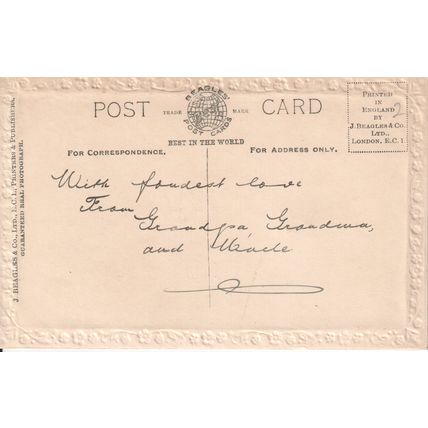 BEAGLES'
POST CARDS
POST TRADE MARK CARD
BEST IN THE WORLD
FOR CORRESPONDENCE. FOR ADDRESS ONLY.
PRINTED
IN
ENGLAND
BY
J. BEAGLES & CO.
LTD.,
LONDON, E.C.1.
2
With fondest love
From
Grandpa, Grandma,
and Uncle
J. BEAGLES & CO., LTD., E.C.1., PRINTERS & PUBLISHERS.
GUARANTEED REAL PHOTOGRAPH.